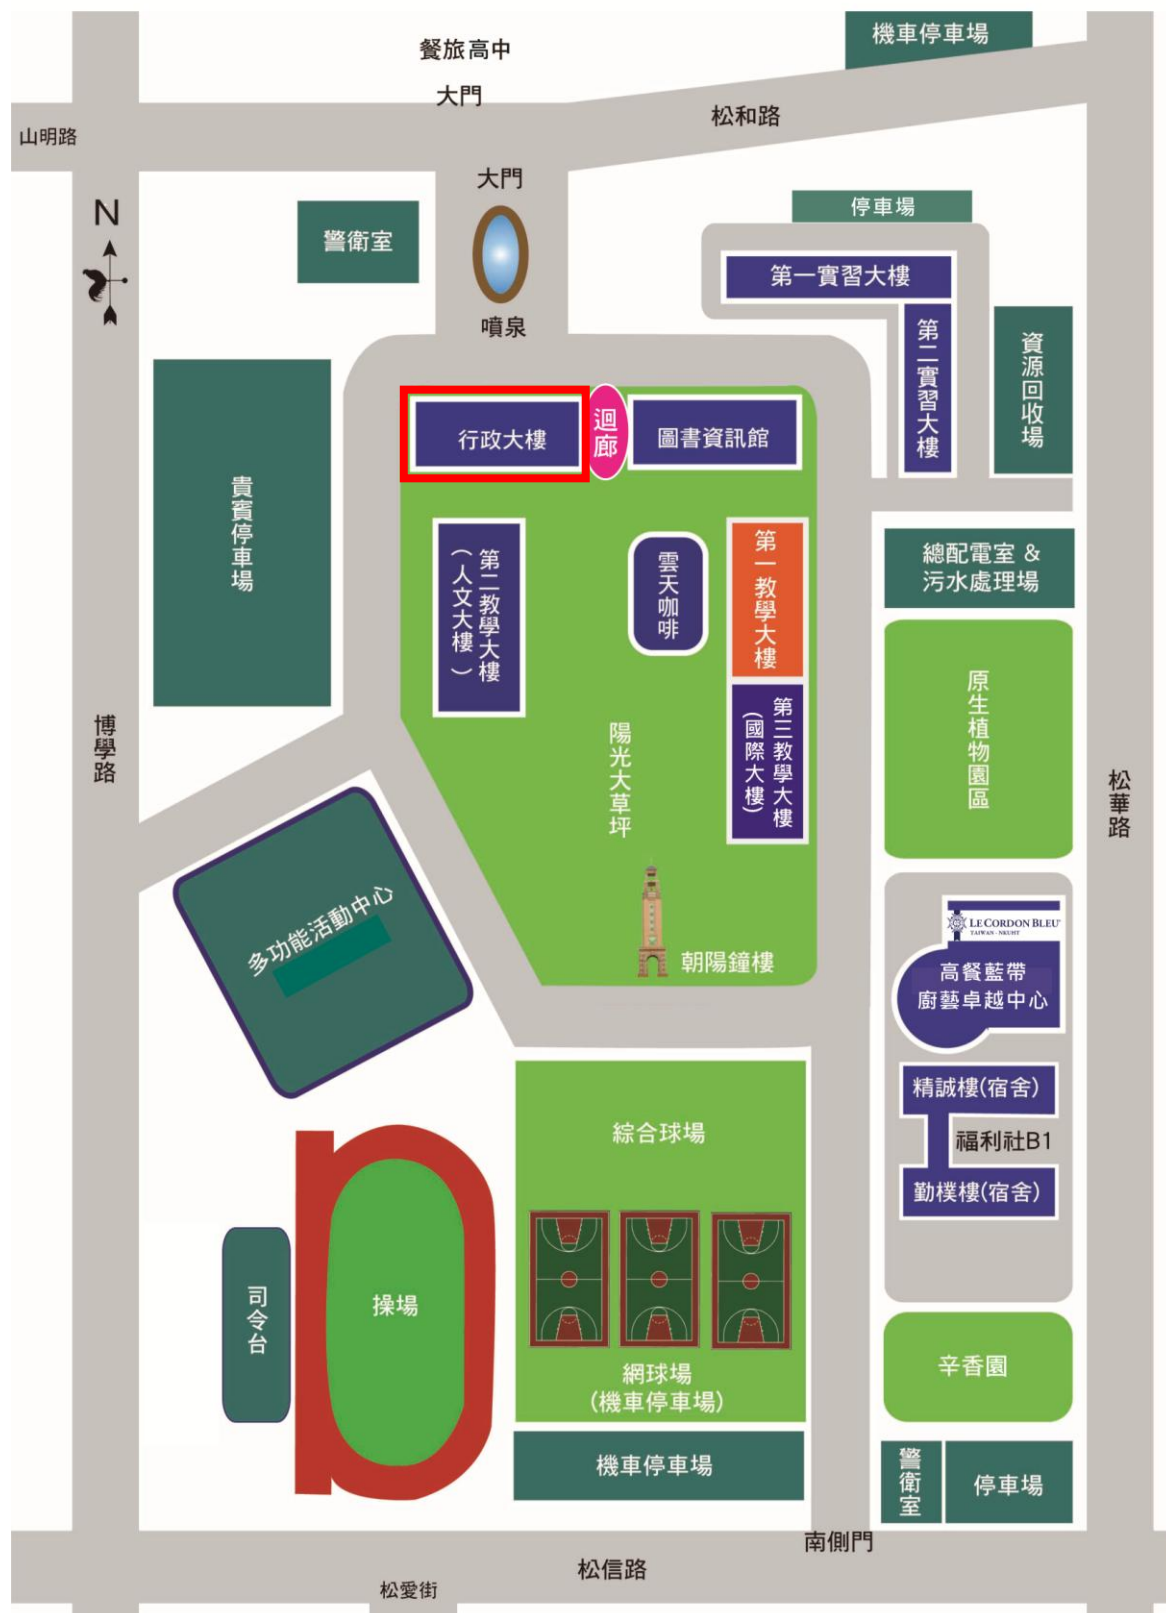 機車停車場
餐旅高中
大門
松和路
山明路
大門
N
停車場
警衛室
第一實習大樓
噴泉
第二實習大樓
資源回收場
行政大樓
迴廊
圖書資訊館
貴賓停車場
第二教學大樓
(人文大樓)
雲天咖啡
第一教學大樓
總配電室 &
污水處理場
原生植物園區
第三教學大樓
(國際大樓)
陽光大草坪
博學路
松華路
多功能活動中心
朝陽鐘樓
LE CORDON BLEU
TAIWAN - NKUHT
高餐藍帶
廚藝卓越中心
精誠樓(宿舍)
福利社B1
勤樸樓(宿舍)
綜合球場
司令台
操場
網球場
(機車停車場)
辛香園
機車停車場
警衛室
停車場
南側門
松信路
松愛街